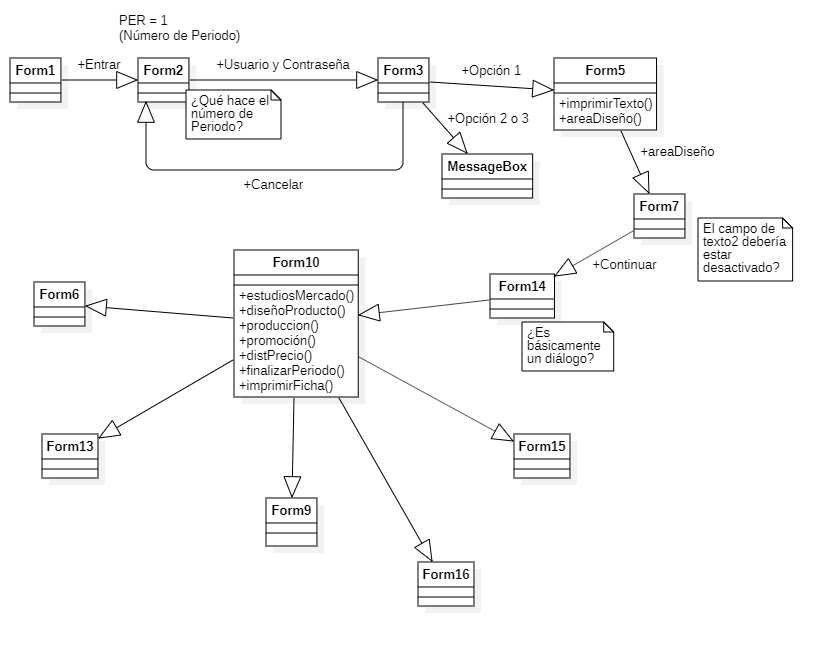 PER = 1
(Número de Periodo)
Form1
+Entrar
Form2
+Usuario y Contraseña
Form3
+Opción 1
Form5
+imprimirTexto()
+areaDiseño()
¿Qué hace el
número de
Periodo?
+Opción 2 o 3
MessageBox
+Cancelar
+areaDiseño
Form7
El campo de
texto2 debería
estar
desactivado?
+Continuar
Form14
¿Es
básicamente
un diálogo?
Form10
+estudiosMercado()
+diseñoProducto()
+produccion()
+promoción()
+distPrecio()
+finalizarPeriodo()
+imprimirFicha()
Form6
Form13
Form15
Form9
Form16